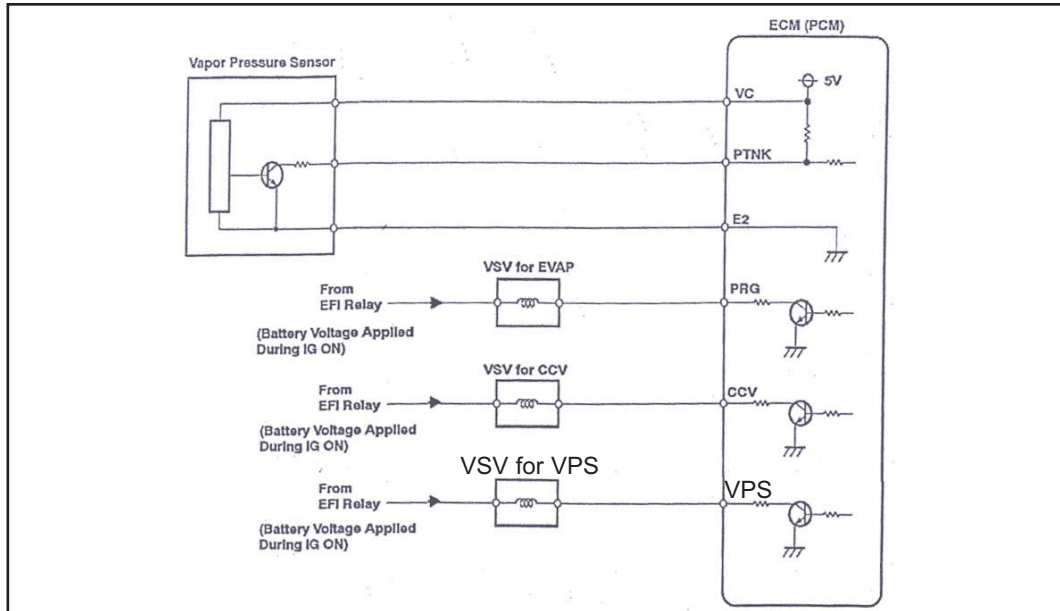 ECM (PCM)
Vapor Pressure Sensor
5V
VC
PTNK
E2
VSV for EVAP
From
EFI Relay
PRG
(Battery Voltage Applied
During IG ON)
VSV for CCV
From
EFI Relay
CCV
(Battery Voltage Applied
During IG ON)
VSV for VPS
From
EFI Relay
VPS
(Battery Voltage Applied
During IG ON)